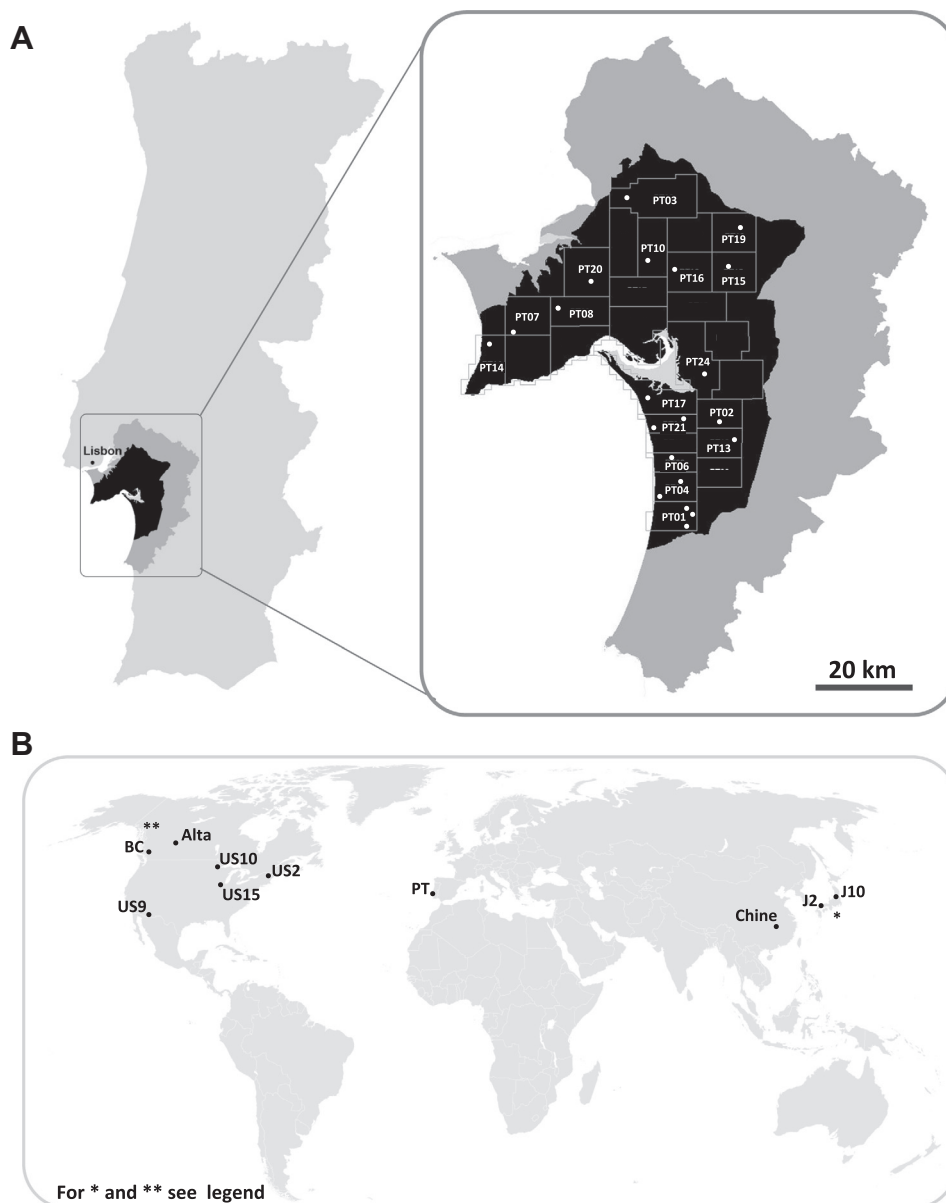 A
Lisbon
PT03
PT19
PT10
PT16
PT15
PT20
PT07
PT08
PT14
PT24
PT17
PT02
PT21
PT13
PT06
PT04
PT01
20 km
B
**
Alta
BC
US10
US2
US15
US9
PT
J10
J2
*
Chine
For * and ** see legend